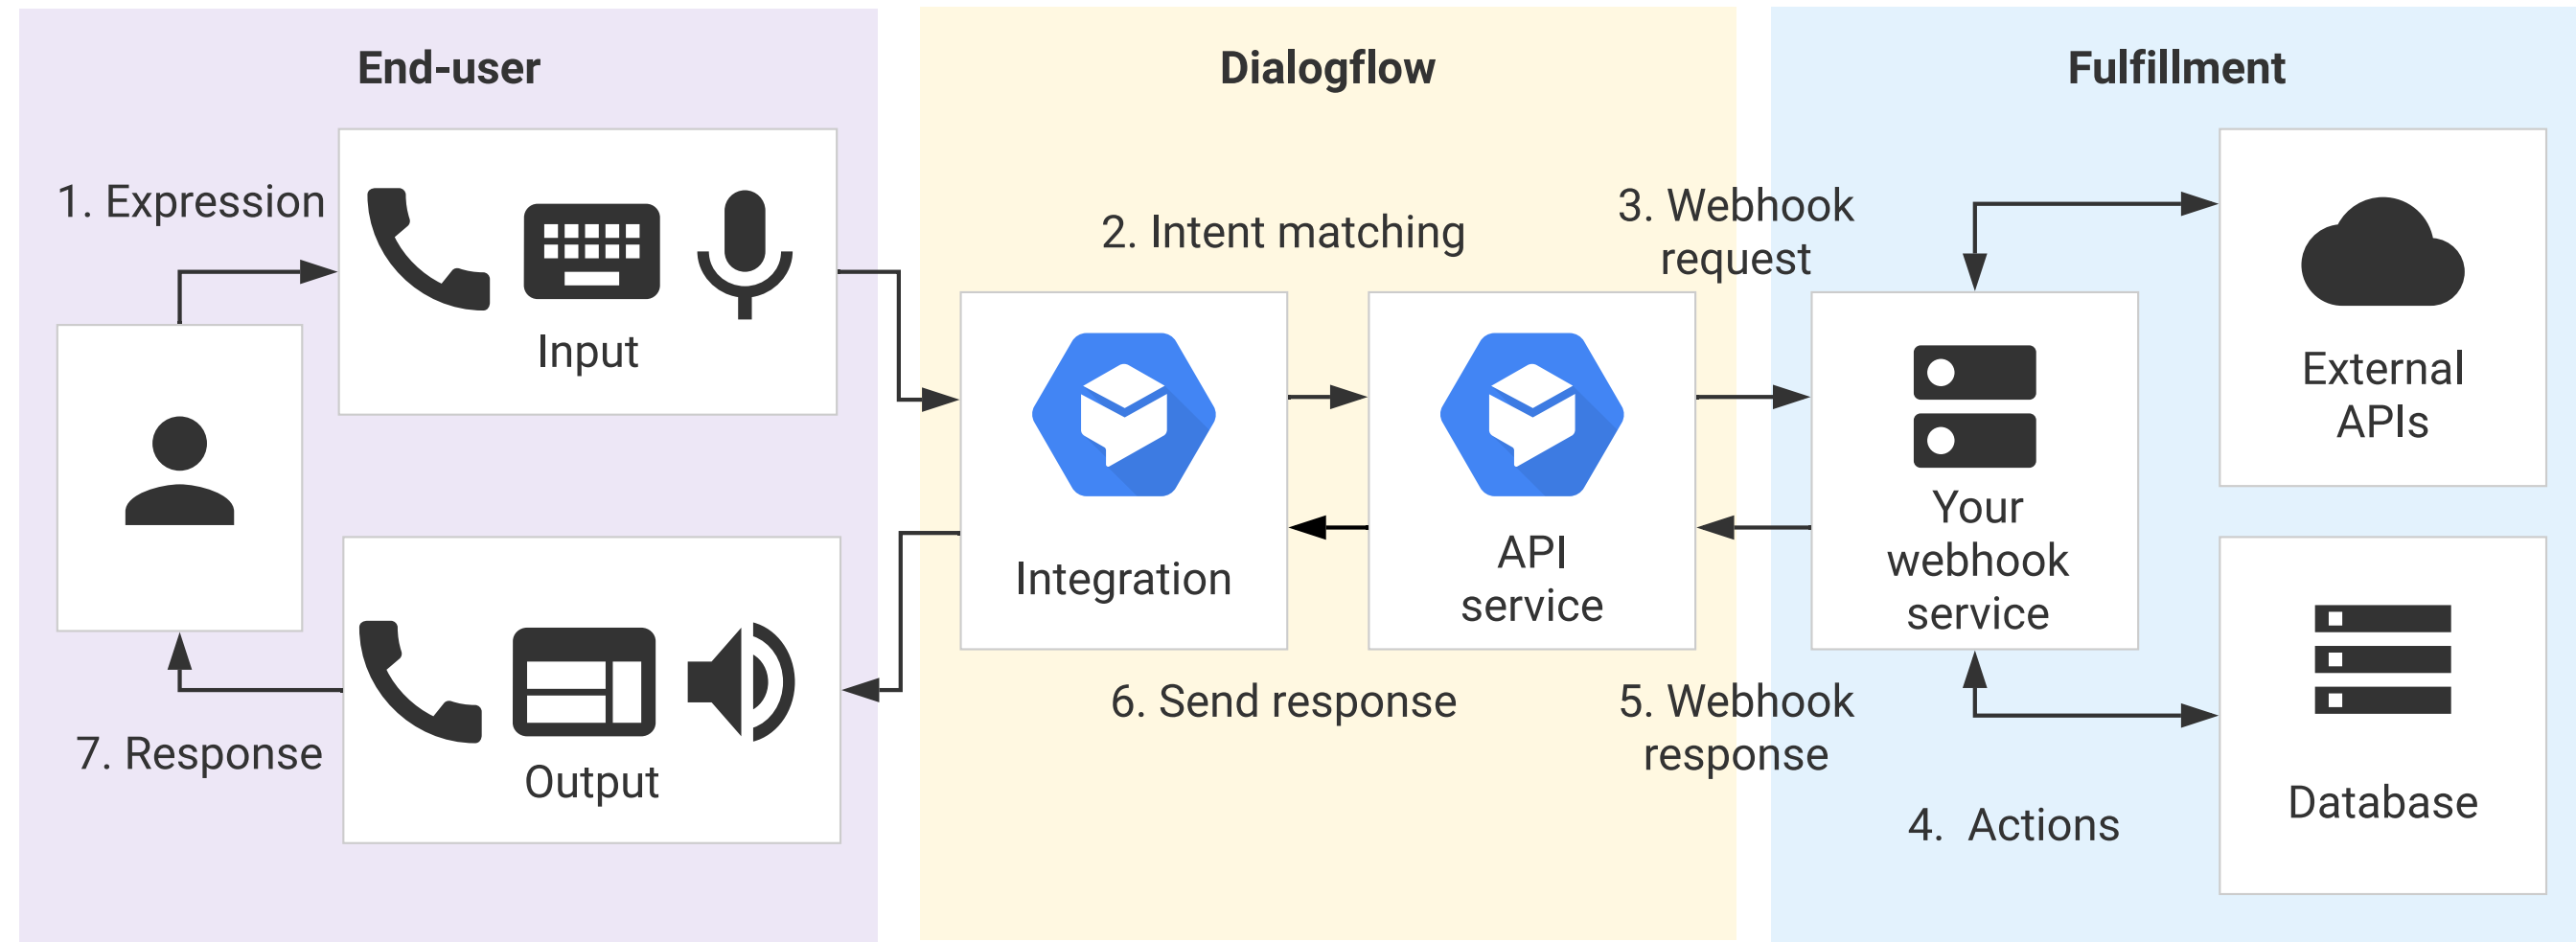 End-user
Dialogflow
Fulfillment
1. Expression
Input
2. Intent matching
3. Webhook
request
External
APIs
Integration
API
service
Your
webhook
service
7. Response
Output
6. Send response
5. Webhook
response
4. Actions
Database